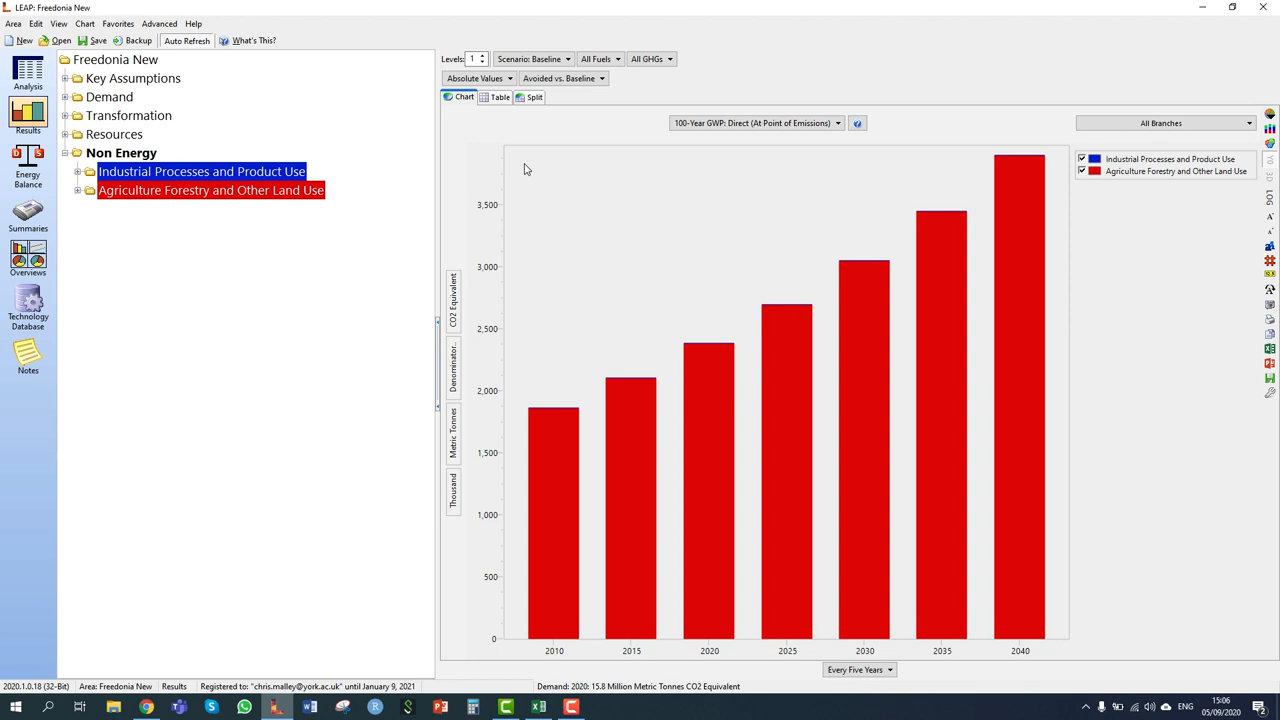 LEAP: Freedonia New
Area Edit View Chart Favorites Advanced Help
New Open Save Backup Auto Refresh What's This?
Analysis
Results
Energy
Balance
Summaries
Overviews
Technology
Database
Notes
Freedonia New
Key Assumptions
Demand
Transformation
Resources
Non Energy
Industrial Processes and Product Use
Agriculture Forestry and Other Land Use
Levels: 1 Scenario: Baseline All Fuels All GHGs
Absolute Values Avoided vs. Baseline
Chart Table Split
100-Year GWP: Direct (At Point of Emissions) All Branches
CO2 Equivalent
Denominator..
Metric Tonnes
Thousand
3,500
3,000
2,500
2,000
1,500
1,000
500
0
2010 2015 2020 2025 2030 2035 2040
Every Five Years
Industrial Processes and Product Use
Agriculture Forestry and Other Land Use
LOG
2020.1.0.18 (32-Bit) Area: Freedonia New Results Registered to: "chris.malley@york.ac.uk" until January 9, 2021 Demand: 2020: 15.8 Million Metric Tonnes CO2 Equivalent
ENG
15:06
05/09/2020
2